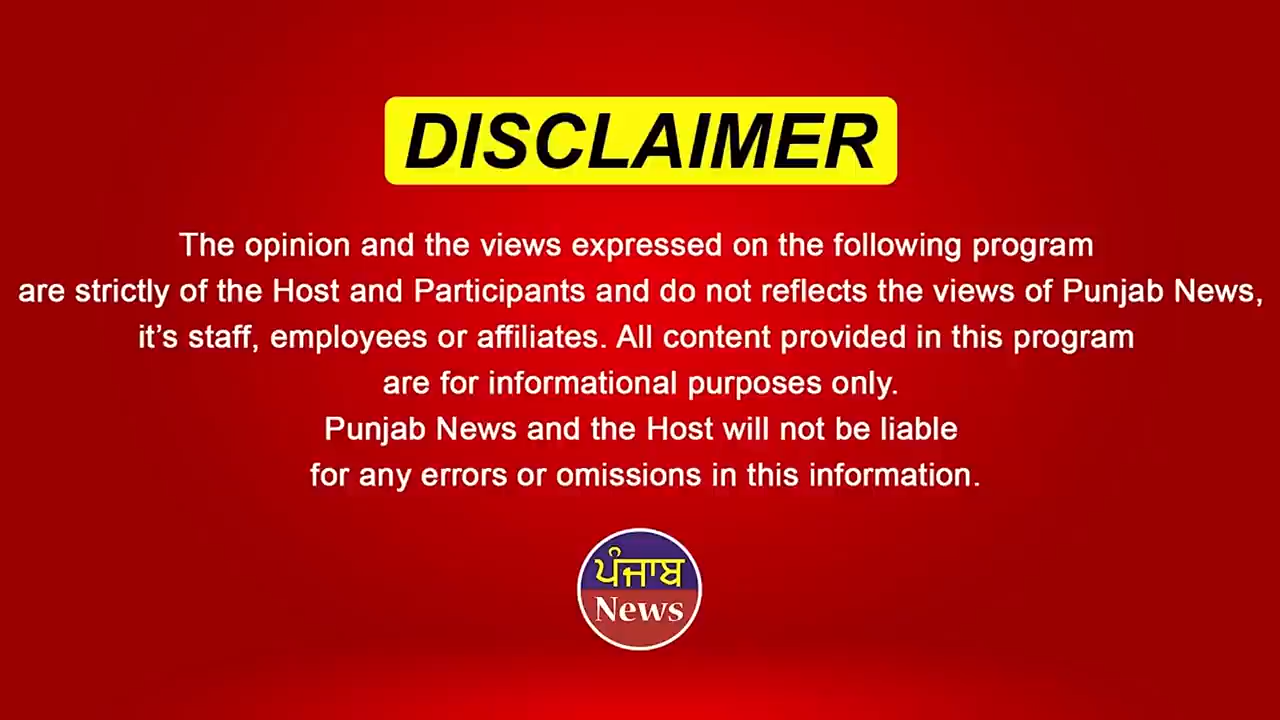 DISCLAIMER
The opinion and the views expressed on the following program
are strictly of the Host and Participants and do not reflects the views of Punjab News,
it’s staff, employees or affiliates. All content provided in this program
are for informational purposes only.
Punjab News and the Host will not be liable
for any errors or omissions in this information.
ਪੰਜਾਬ
News